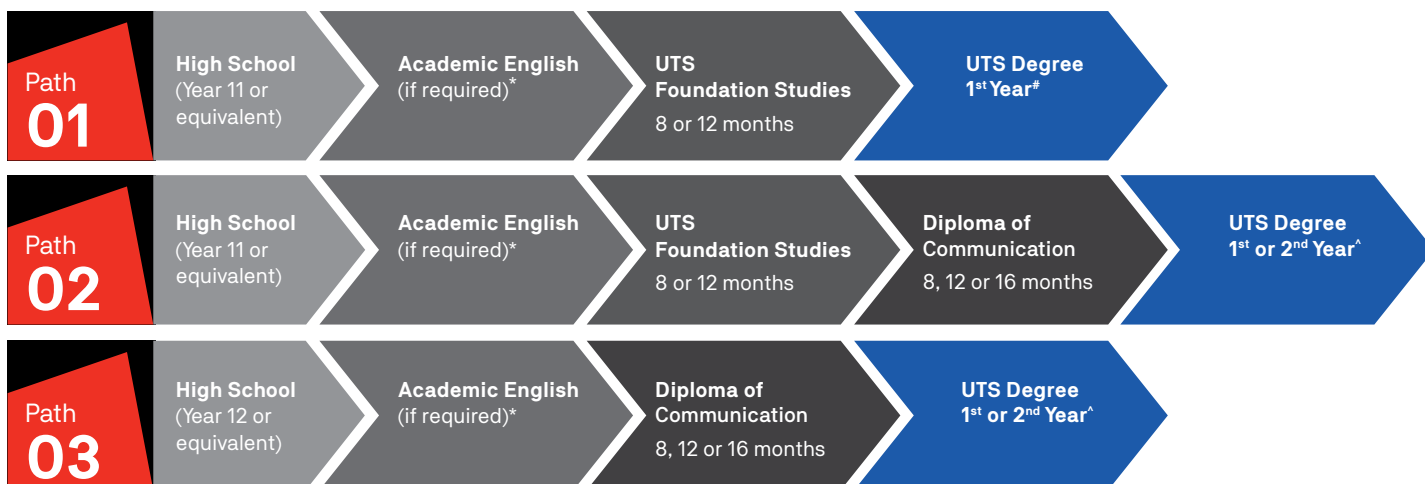 Path
01
High School
(Year 11 or
equivalent)
Academic English
(if required)*
UTS
Foundation Studies
8 or 12 months
UTS Degree
1st Year#
Path
02
High School
(Year 11 or
equivalent)
Academic English
(if required)*
UTS
Foundation Studies
8 or 12 months
Diploma of
Communication
8, 12 or 16 months
UTS Degree
1st or 2nd Year^
Path
03
High School
(Year 12 or
equivalent)
Academic English
(if required)*
Diploma of
Communication
8, 12 or 16 months
UTS Degree
1st or 2nd Year^